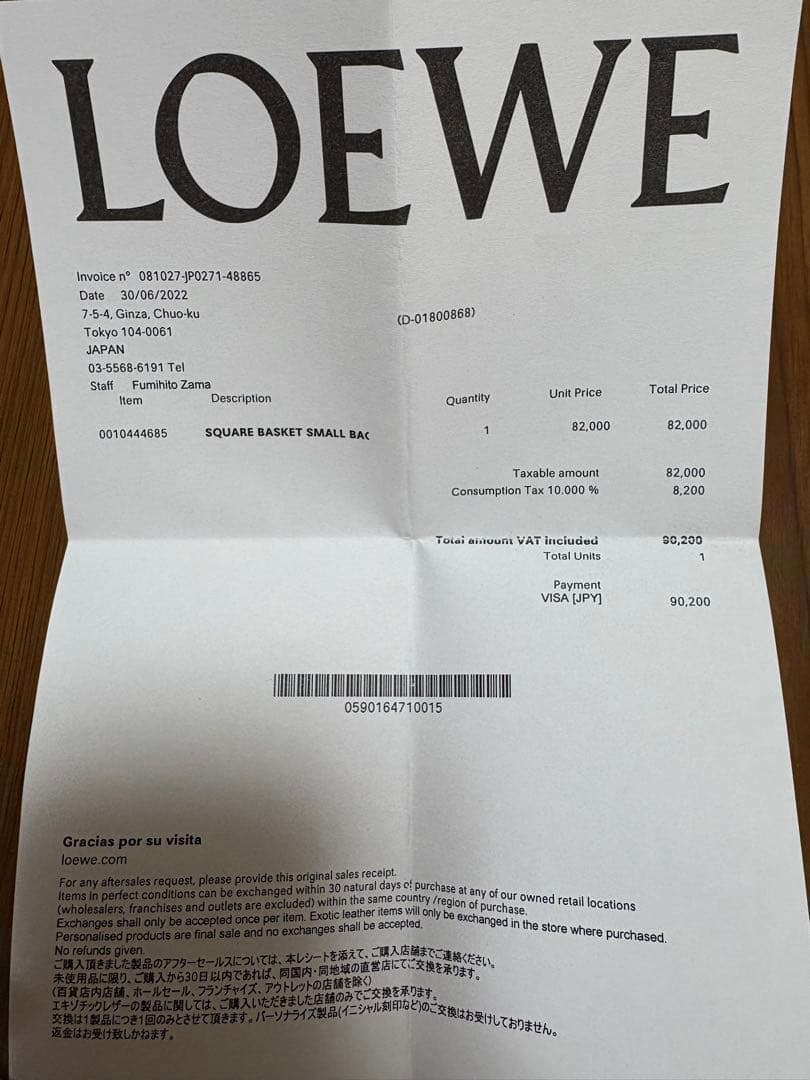 LOEWE
Invoice n° 081027-JP0271-48865
Date 30/06/2022
7-5-4, Ginza, Chuo-ku
(D-01800868)
Tokyo 104-0061
JAPAN
03-5568-6191 Tel
Staff Fumihito Zama
Item Description Quantity Unit Price Total Price
0010444685 SQUARE BASKET SMALL BAG 1 82,000 82,000
Taxable amount 82,000
Consumption Tax 10.000 % 8,200
Total amount VAT included 90,200
Total Units 1
Payment
VISA [JPY] 90,200
0590164710015
Gracias por su visita
loewe.com
For any aftersales request, please provide this original sales receipt.
Items in perfect conditions can be exchanged within 30 natural days of purchase at any of our owned retail locations
(wholesalers, franchises and outlets are excluded) within the same country /region of purchase.
Exchanges shall only be accepted once per item. Exotic leather items will only be exchanged in the store where purchased.
Personalised products are final sale and no exchanges shall be accepted.
No refunds given.
ご購入頂きました製品のアフターセールスについては、本レシートを添えて、ご購入店舗までご連絡ください。
未使用品に限り、ご購入から30日以内であれば、同国内・同地域の直営店にてご交換を承ります。
(百貨店内店舗、ホールセール、フランチャイズ、アウトレットの店舗を除く)
エキゾチックレザーの製品に関しては、ご購入いただきました店舗のみでご交換を承ります。
交換は1製品につき1回のみとさせて頂きます。パーソナライズ製品(イニシャル刻印など)のご交換はお受けしておりません。
返金はお受け致しかねます。